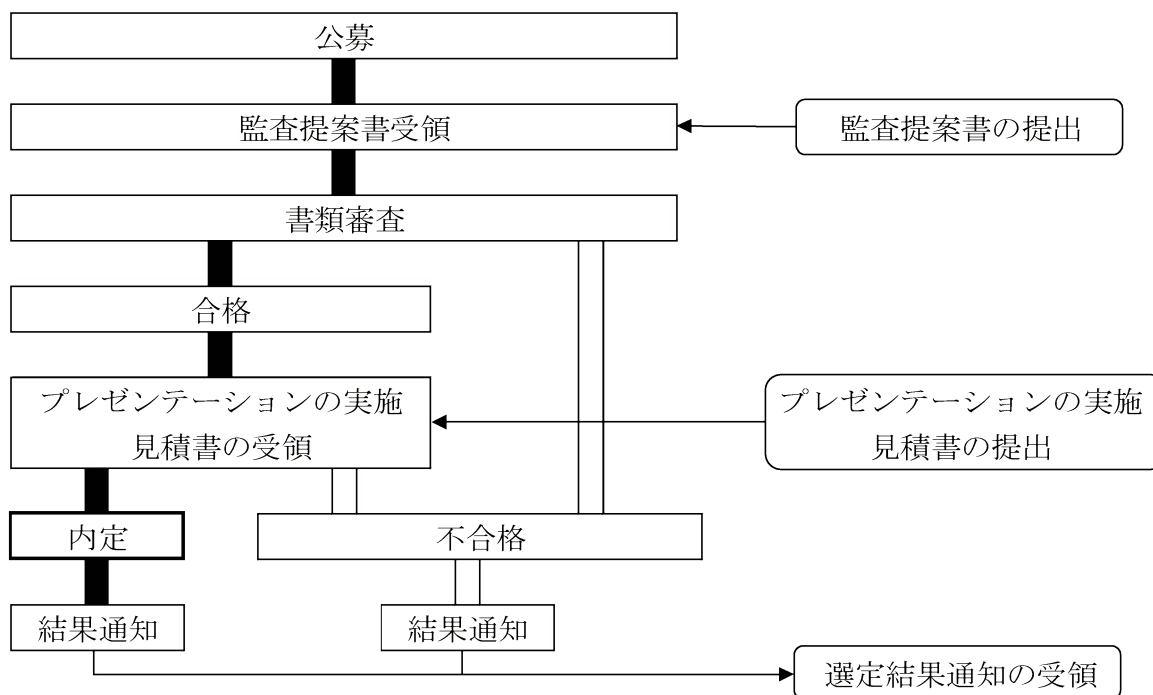 公募
監査提案書受領
監査提案書の提出
書類審査
合格
プレゼンテーションの実施
見積書の受領
プレゼンテーションの実施
見積書の提出
内定
不合格
結果通知
結果通知
選定結果通知の受領